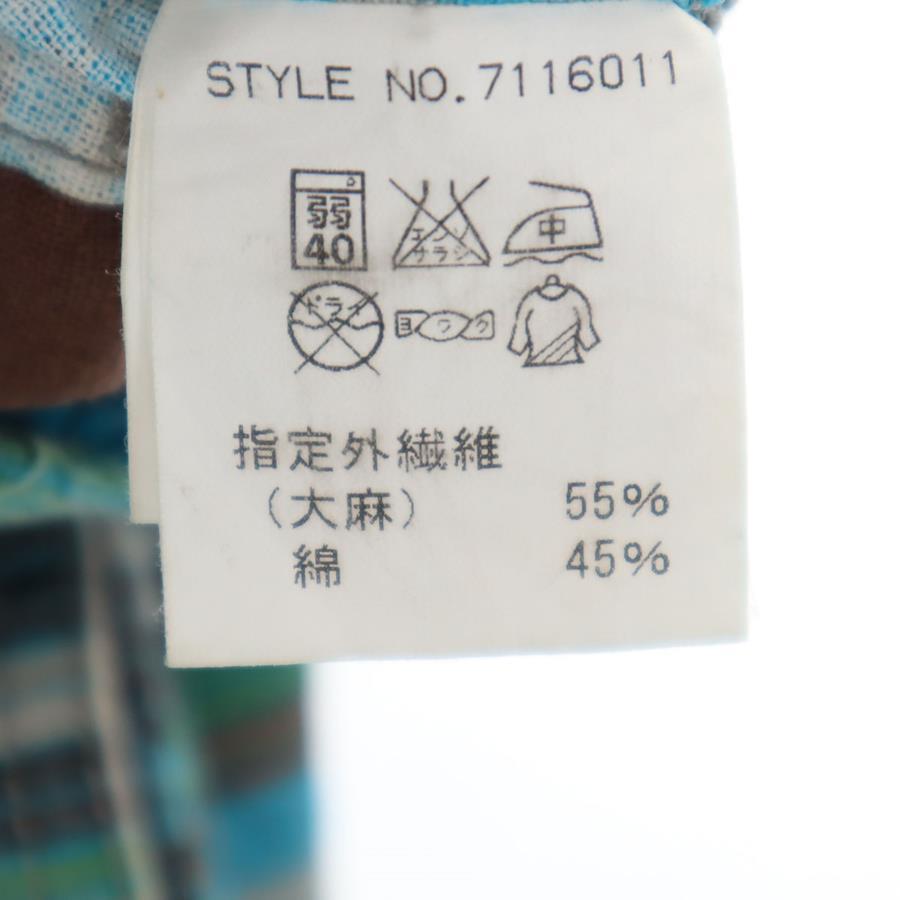 STYLE NO.7116011
弱
40
エンソ
サラシ
中
ドライ
ヨワク
指定外繊維
(大麻) 55%
綿 45%